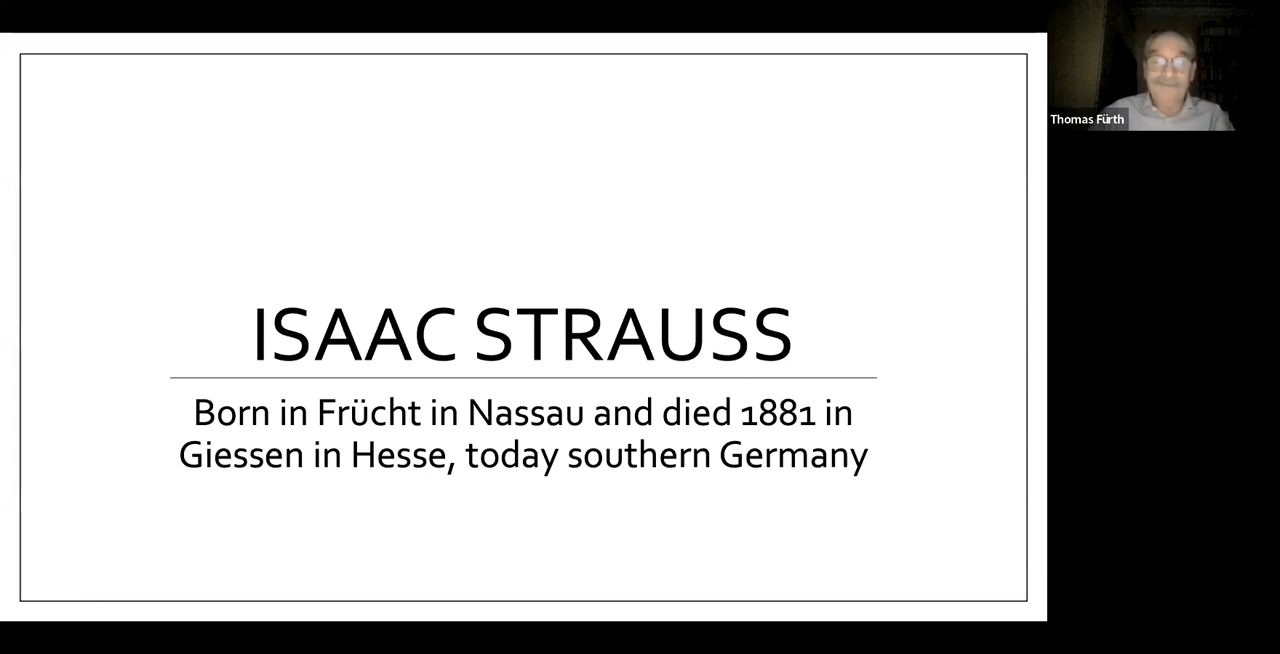 ISAAC STRAUSS
Born in Frücht in Nassau and died 1881 in
Giessen in Hesse, today southern Germany
Thomas Fürth